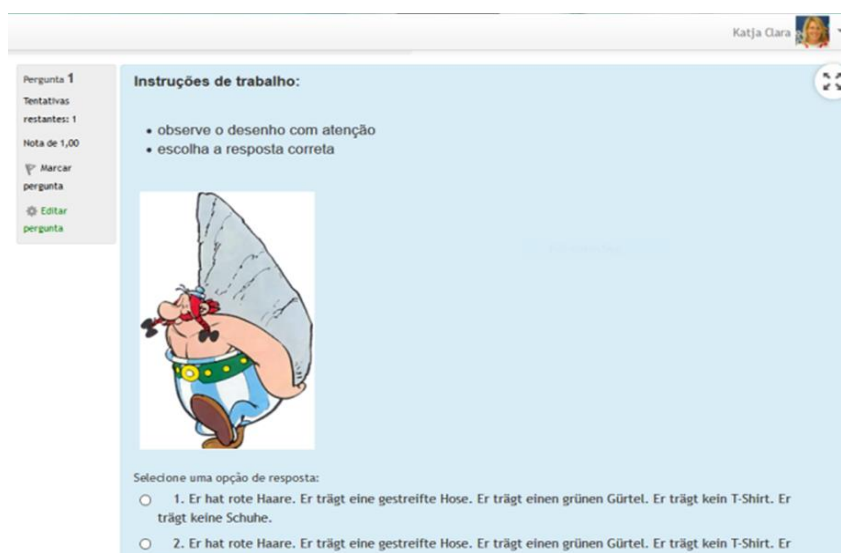 Katja Clara
Pergunta 1
Tentativas
restantes: 1
Nota de 1,00
Marcar
pergunta
Editar
pergunta
Instruções de trabalho:
• observe o desenho com atenção
• escolha a resposta correta
Selecione uma opção de resposta:
1. Er hat rote Haare. Er trägt eine gestreifte Hose. Er trägt einen grünen Gürtel. Er trägt kein T-Shirt. Er
trägt keine Schuhe.
2. Er hat rote Haare. Er trägt eine gestreifte Hose. Er trägt einen grünen Gürtel. Er trägt kein T-Shirt. Er